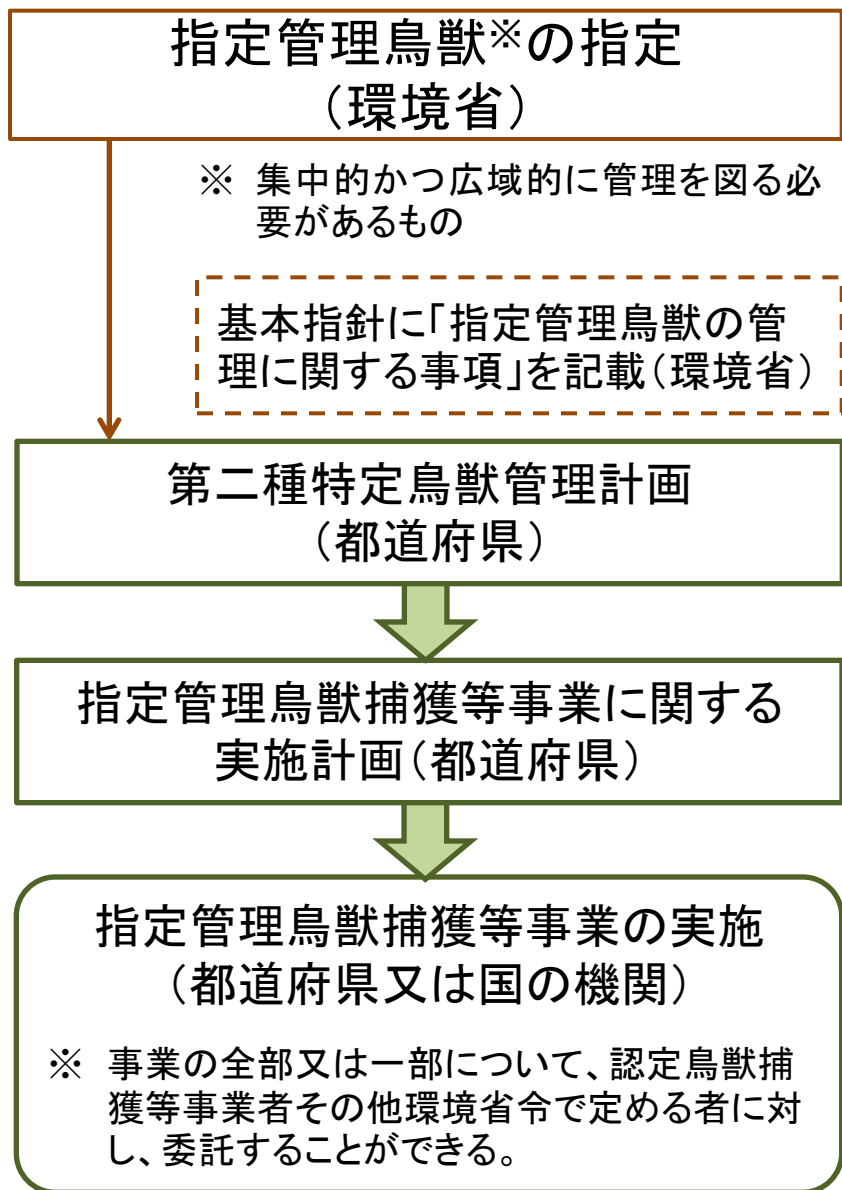 指定管理鳥獣※の指定
（環境省）
※ 集中的かつ広域的に管理を図る必
要があるもの
基本指針に「指定管理鳥獣の管
理に関する事項」を記載（環境省）
第二種特定鳥獣管理計画
（都道府県）
指定管理鳥獣捕獲等事業に関する
実施計画（都道府県）
指定管理鳥獣捕獲等事業の実施
（都道府県又は国の機関）
※ 事業の全部又は一部について、認定鳥獣捕
獲等事業者その他環境省令で定める者に対
し、委託することができる。